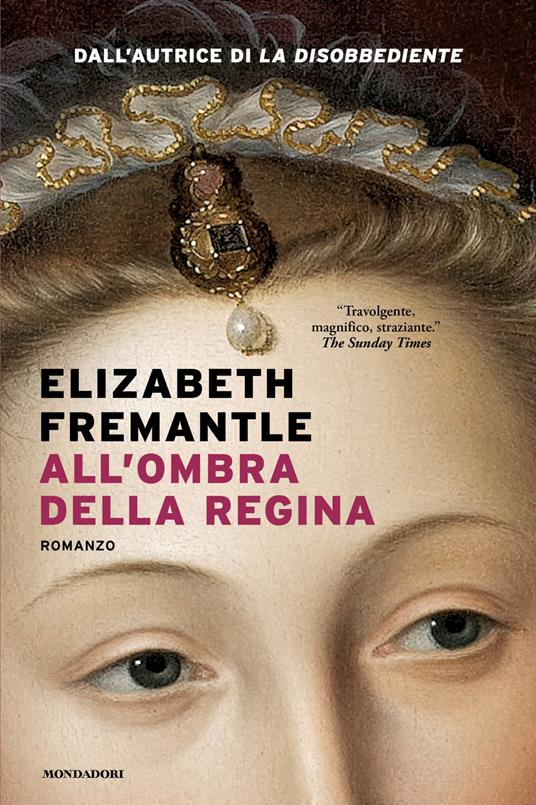 DALL'AUTRICE DI LA DISOBBEDIENTE
“Travolgente,
magnifico, straziante.”
The Sunday Times
ELIZABETH
FREMANTLE
ALL'OMBRA
DELLA REGINA
ROMANZO
MONDADORI